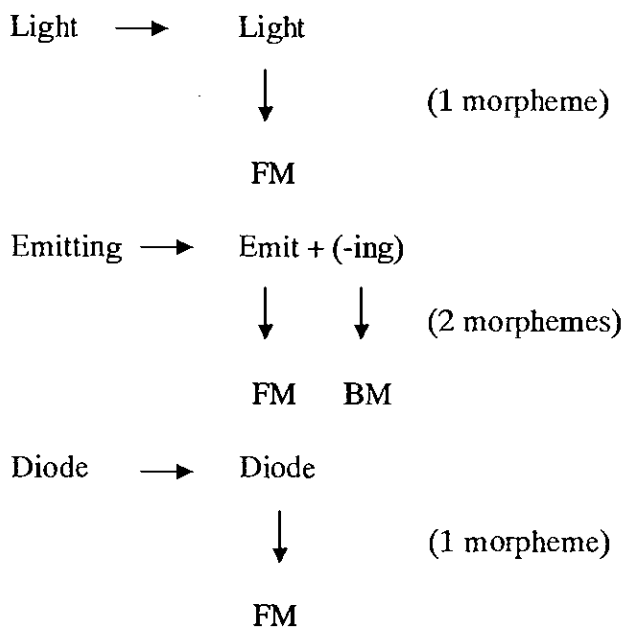 Light → Light
↓ (1 morpheme)
FM
Emitting → Emit + (-ing)
↓ ↓ (2 morphemes)
FM BM
Diode → Diode
↓ (1 morpheme)
FM